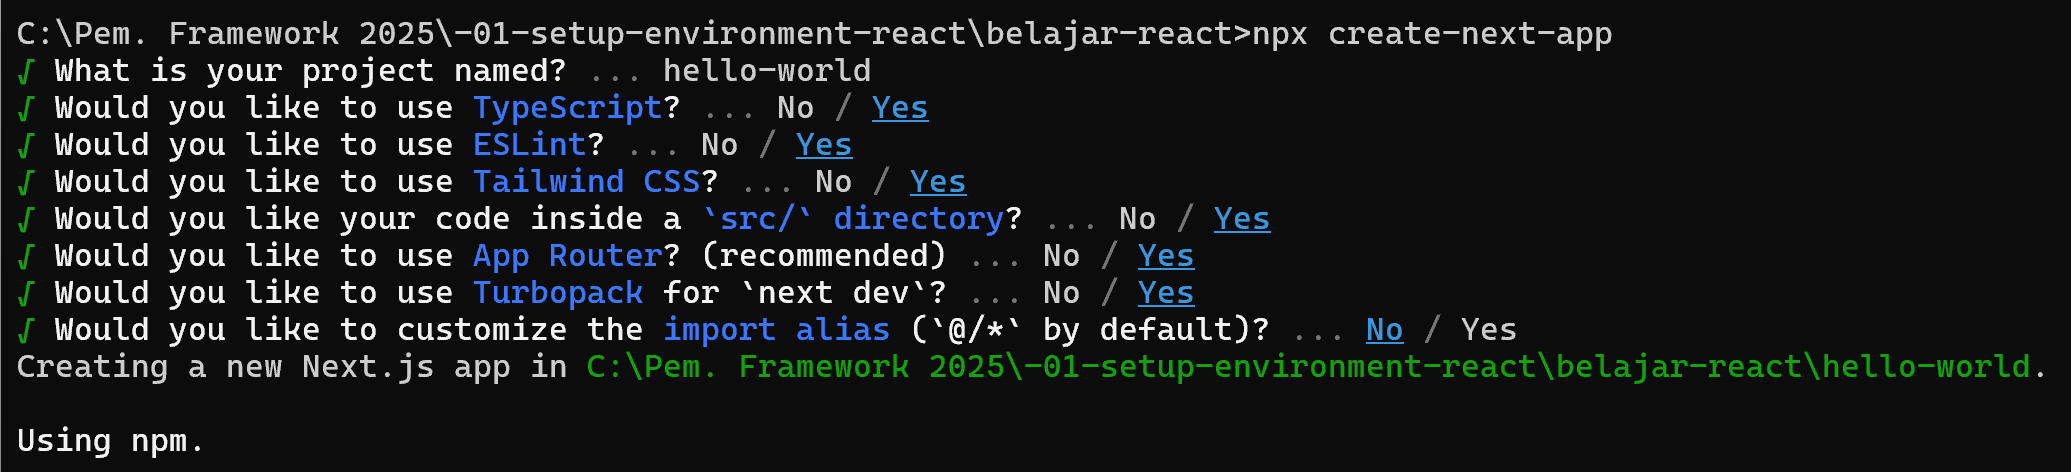 C:\Pem. Framework 2025\-01-setup-environment-react\belajar-react>npx create-next-app
√ What is your project named? ... hello-world
√ Would you like to use TypeScript? ... No / Yes
√ Would you like to use ESLint? ... No / Yes
√ Would you like to use Tailwind CSS? ... No / Yes
√ Would you like your code inside a `src/` directory? ... No / Yes
√ Would you like to use App Router? (recommended) ... No / Yes
√ Would you like to use Turbopack for `next dev`? ... No / Yes
√ Would you like to customize the import alias (`@/*` by default)? ... No / Yes
Creating a new Next.js app in C:\Pem. Framework 2025\-01-setup-environment-react\belajar-react\hello-world.
Using npm.